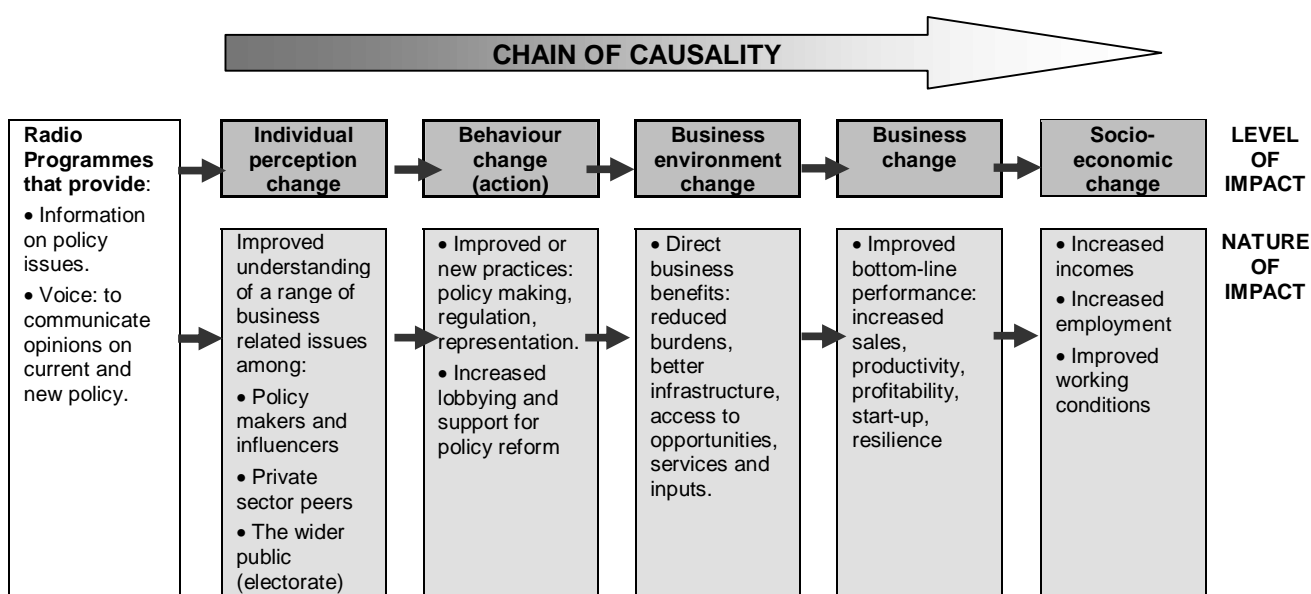 CHAIN OF CAUSALITY
Radio
Programmes
that provide:
• Information
on policy
issues.
• Voice: to
communicate
opinions on
current and
new policy.
Individual
perception
change
Behaviour
change
(action)
Business
environment
change
Business
change
Socio-
economic
change
LEVEL
OF
IMPACT
Improved
understanding
of a range of
business
related issues
among:
• Policy
makers and
influencers
• Private
sector peers
• The wider
public
(electorate)
• Improved or
new practices:
policy making,
regulation,
representation.
• Increased
lobbying and
support for
policy reform
• Direct
business
benefits:
reduced
burdens,
better
infrastructure,
access to
opportunities,
services and
inputs.
• Improved
bottom-line
performance:
increased
sales,
productivity,
profitability,
start-up,
resilience
• Increased
incomes
• Increased
employment
• Improved
working
conditions
NATURE
OF
IMPACT